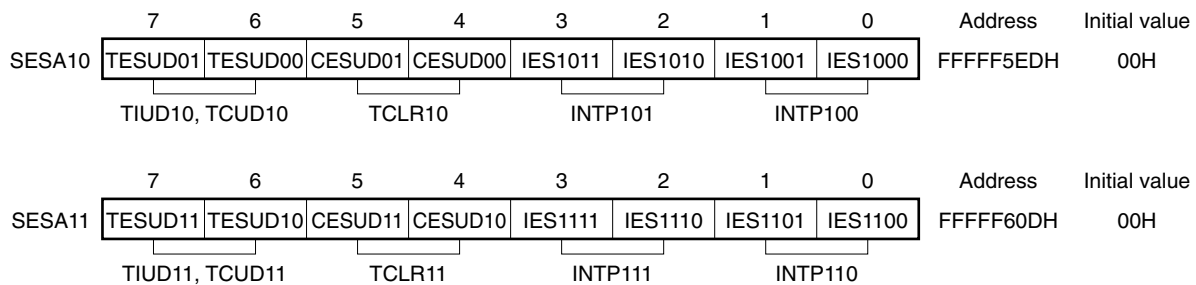 7 6 5 4 3 2 1 0 Address Initial value
SESA10 TESUD01 TESUD00 CESUD01 CESUD00 IES1011 IES1010 IES1001 IES1000 FFFFF5EDH 00H
TIUD10, TCUD10 TCLR10 INTP101 INTP100
7 6 5 4 3 2 1 0 Address Initial value
SESA11 TESUD11 TESUD10 CESUD11 CESUD10 IES1111 IES1110 IES1101 IES1100 FFFFF60DH 00H
TIUD11, TCUD11 TCLR11 INTP111 INTP110